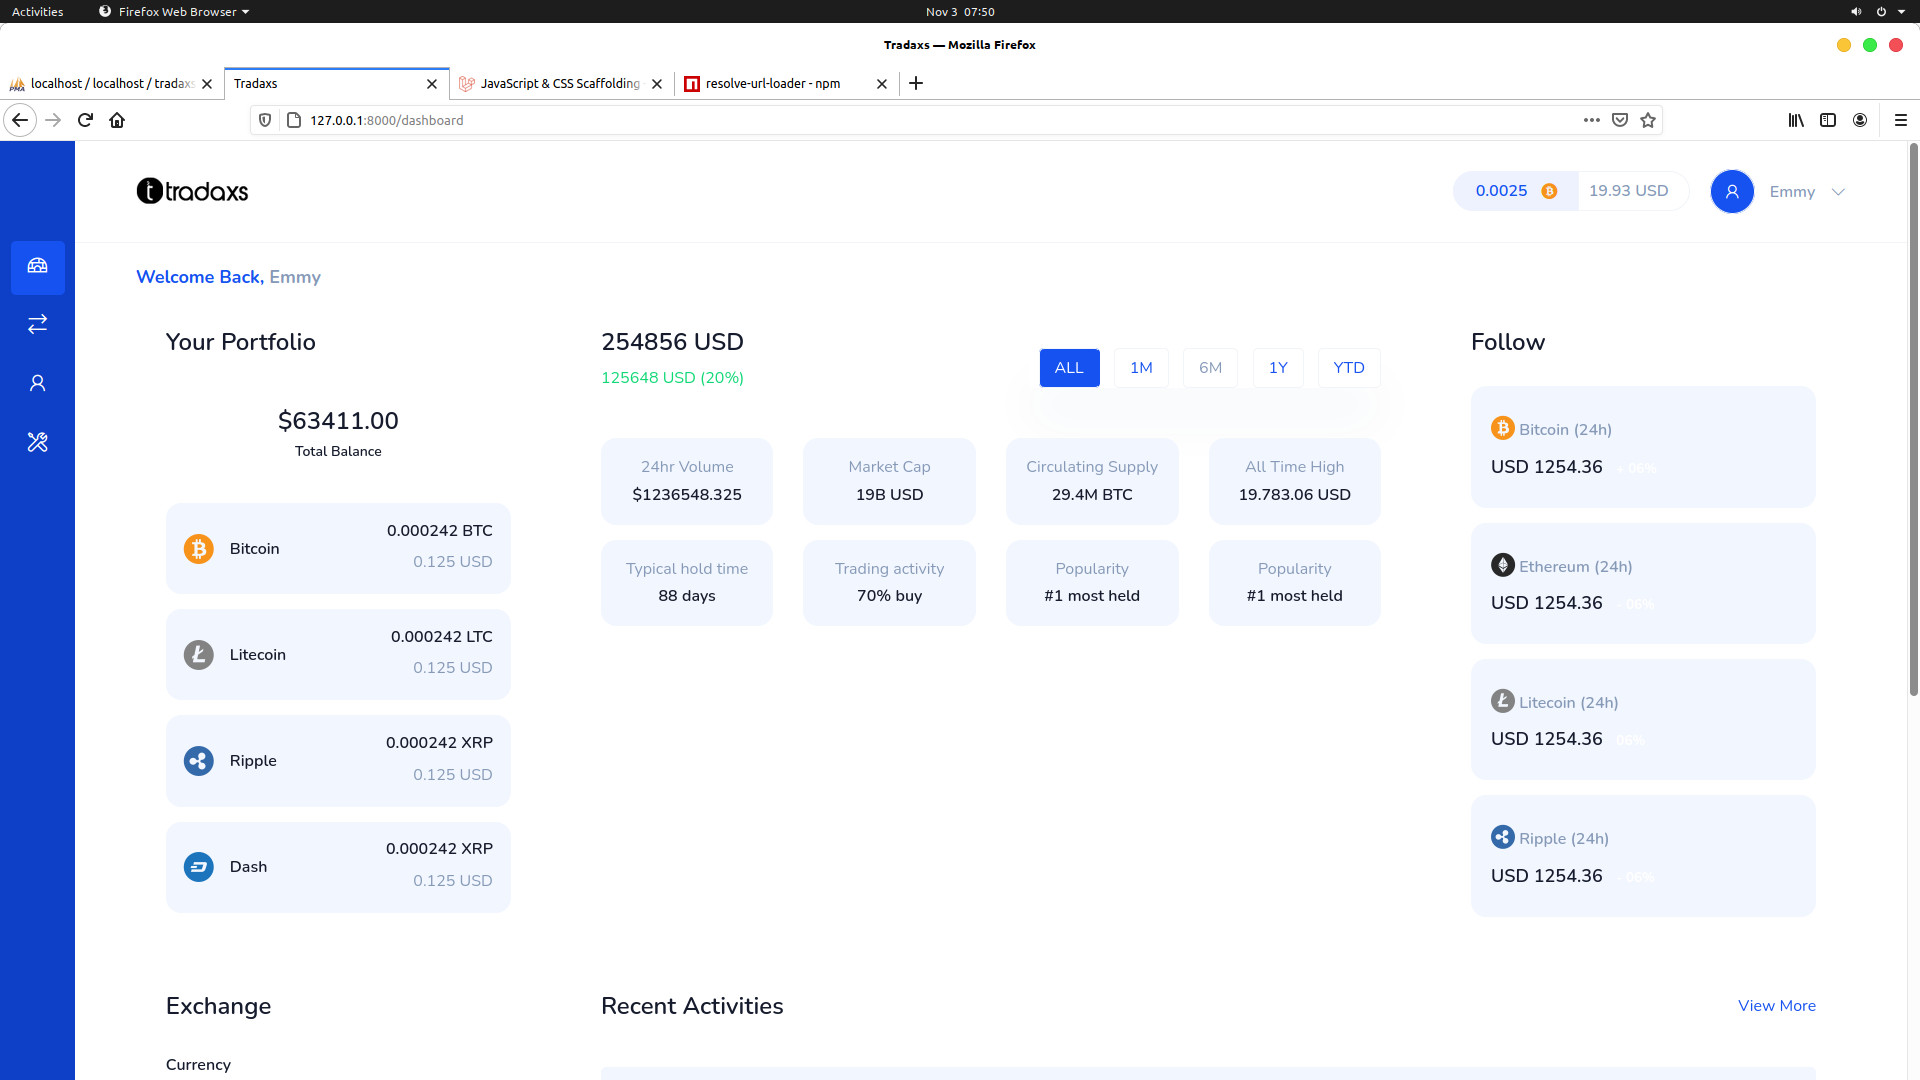 Activities
Firefox Web Browser
Nov 3 07:50
Tradaxs — Mozilla Firefox
localhost / localhost / tradaxs
Tradaxs
JavaScript & CSS Scaffolding
resolve-url-loader - npm
127.0.0.1:8000/dashboard
tradaxs
0.0025
19.93 USD
Emmy
Welcome Back, Emmy
Your Portfolio
$63411.00
Total Balance
Bitcoin
0.000242 BTC
0.125 USD
Litecoin
0.000242 LTC
0.125 USD
Ripple
0.000242 XRP
0.125 USD
Dash
0.000242 XRP
0.125 USD
254856 USD
125648 USD (20%)
ALL
1M
6M
1Y
YTD
24hr Volume
$1236548.325
Market Cap
19B USD
Circulating Supply
29.4M BTC
All Time High
19.783.06 USD
Typical hold time
88 days
Trading activity
70% buy
Popularity
#1 most held
Popularity
#1 most held
Follow
Bitcoin (24h)
USD 1254.36 + 06%
Ethereum (24h)
USD 1254.36 - 06%
Litecoin (24h)
USD 1254.36 06%
Ripple (24h)
USD 1254.36 - 06%
Exchange
Currency
Recent Activities
View More